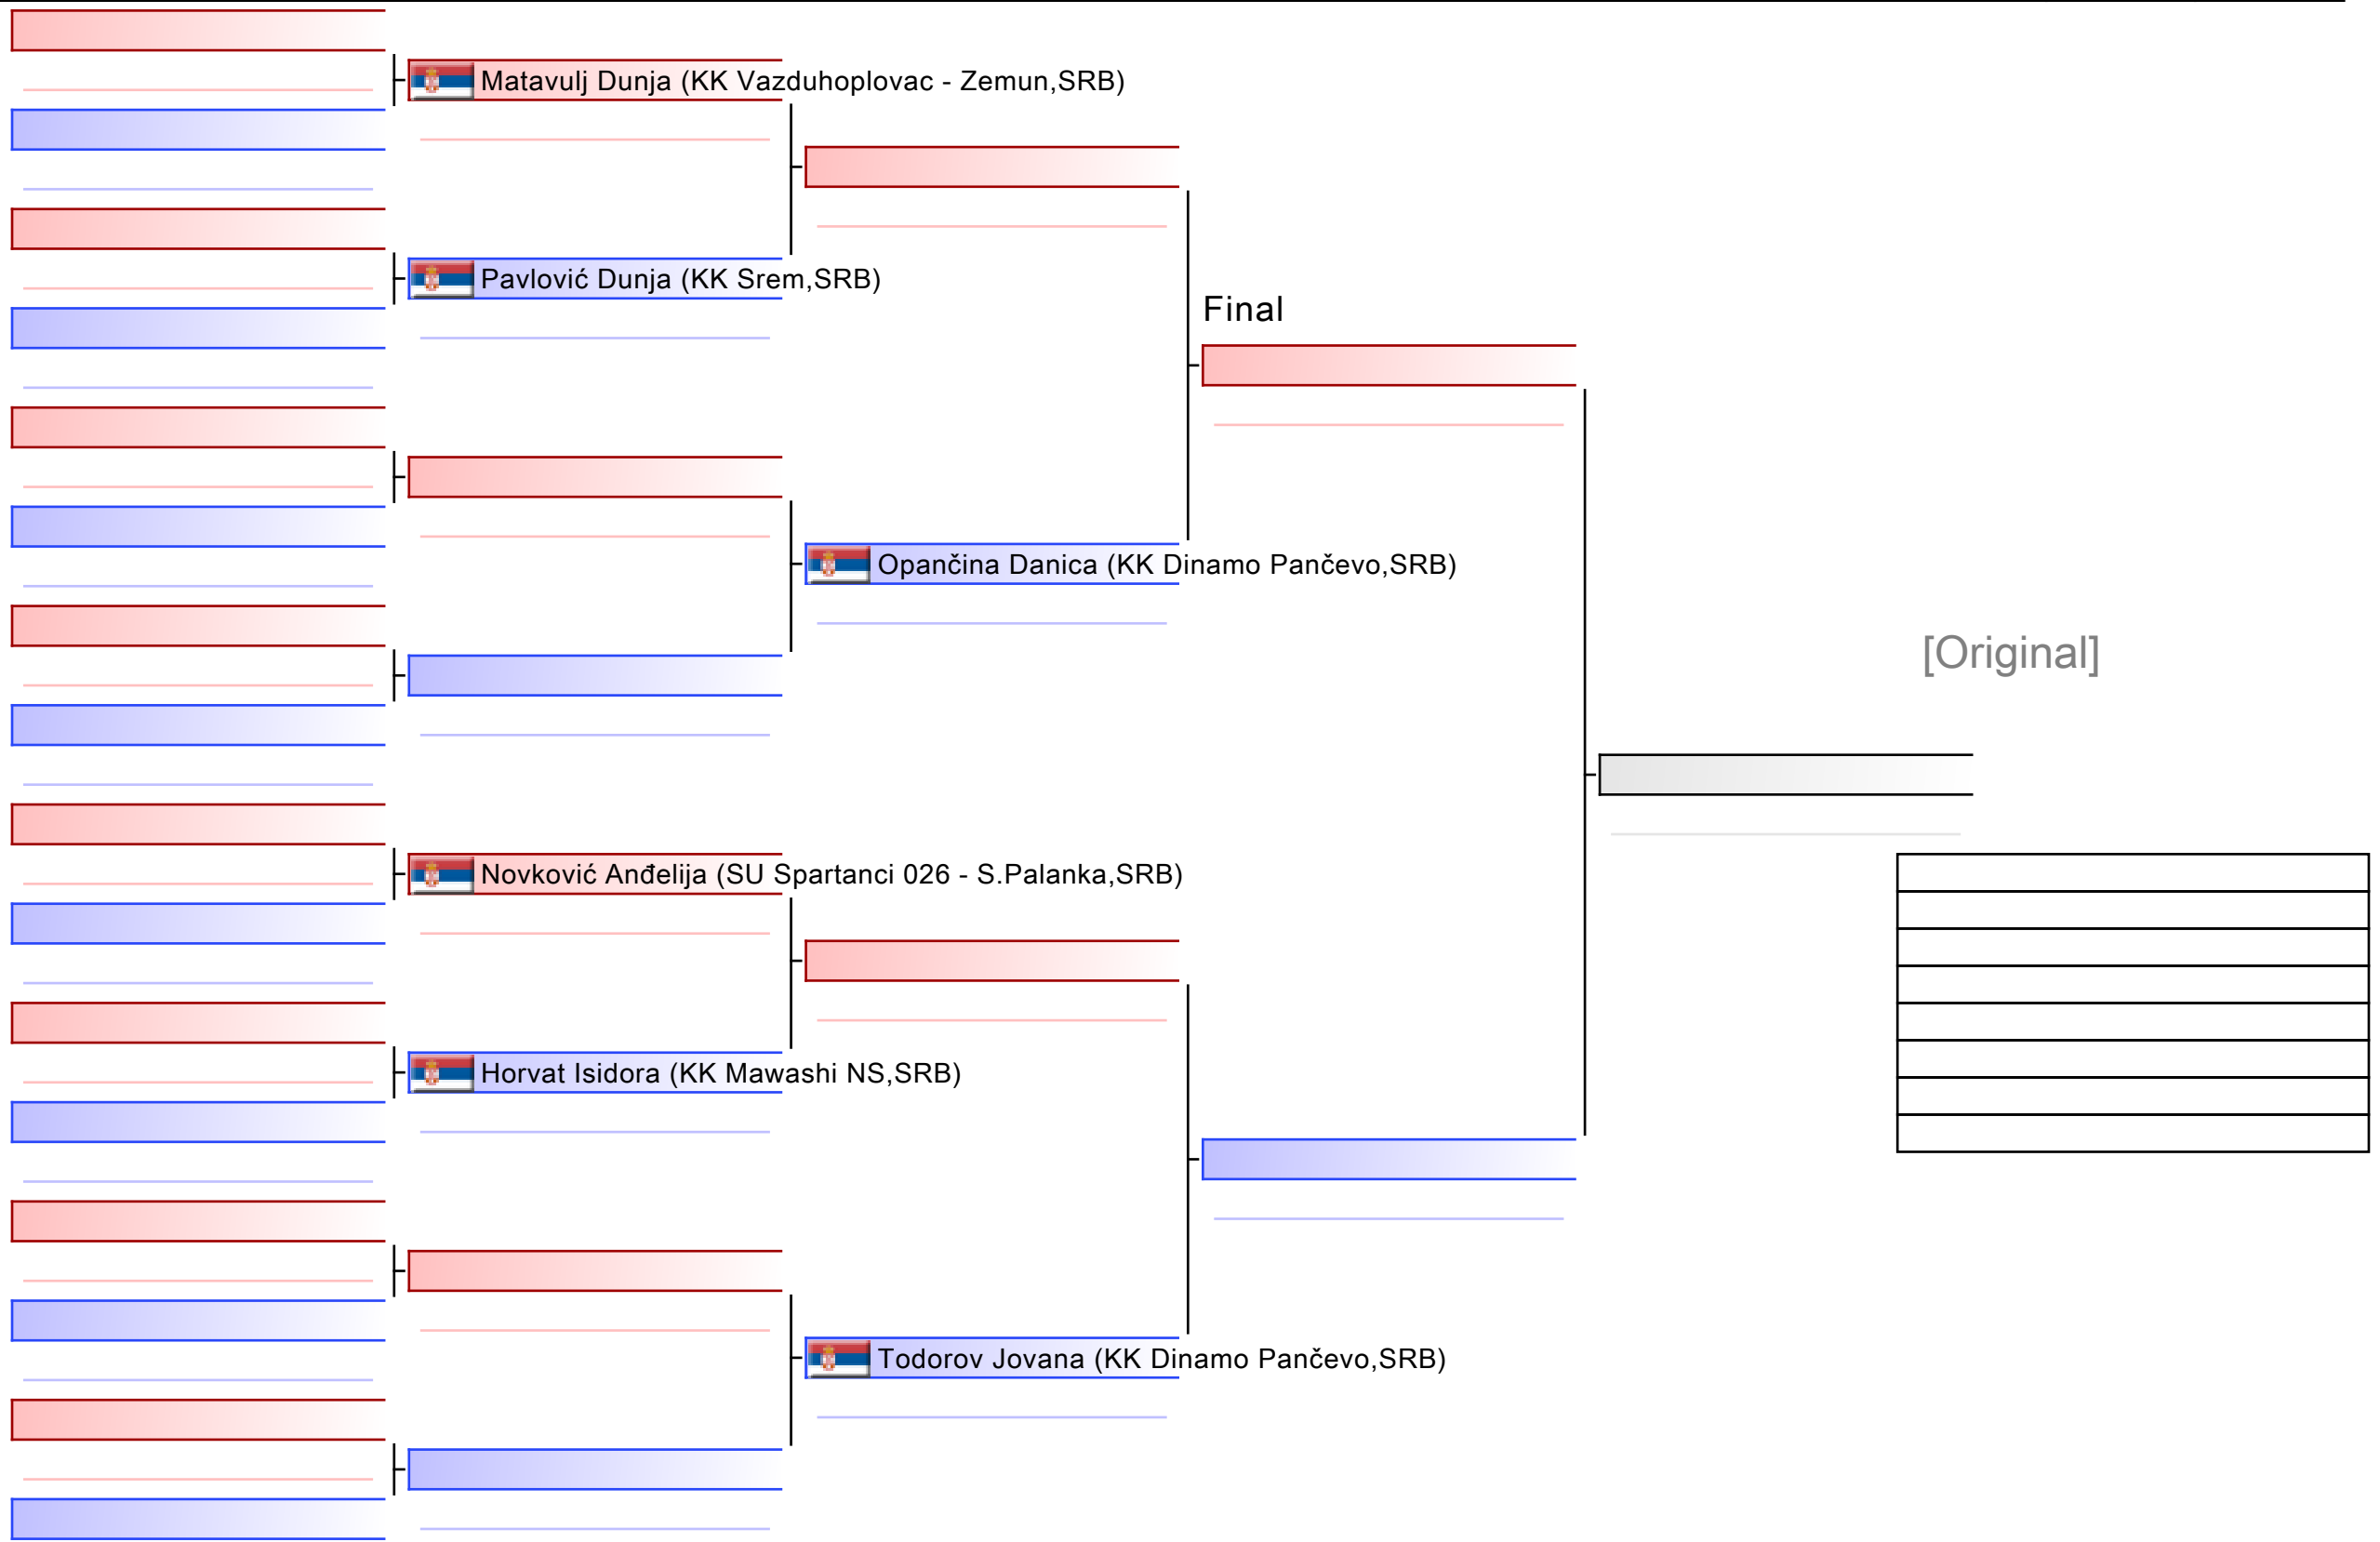 Matavulj Dunja (KK Vazduhoplovac - Zemun,SRB)
Pavlović Dunja (KK Srem,SRB)
Final
Opančina Danica (KK Dinamo Pančevo,SRB)
[Original]
Novković Anđelija (SU Spartanci 026 - S.Palanka,SRB)
Horvat Isidora (KK Mawashi NS,SRB)
Todorov Jovana (KK Dinamo Pančevo,SRB)